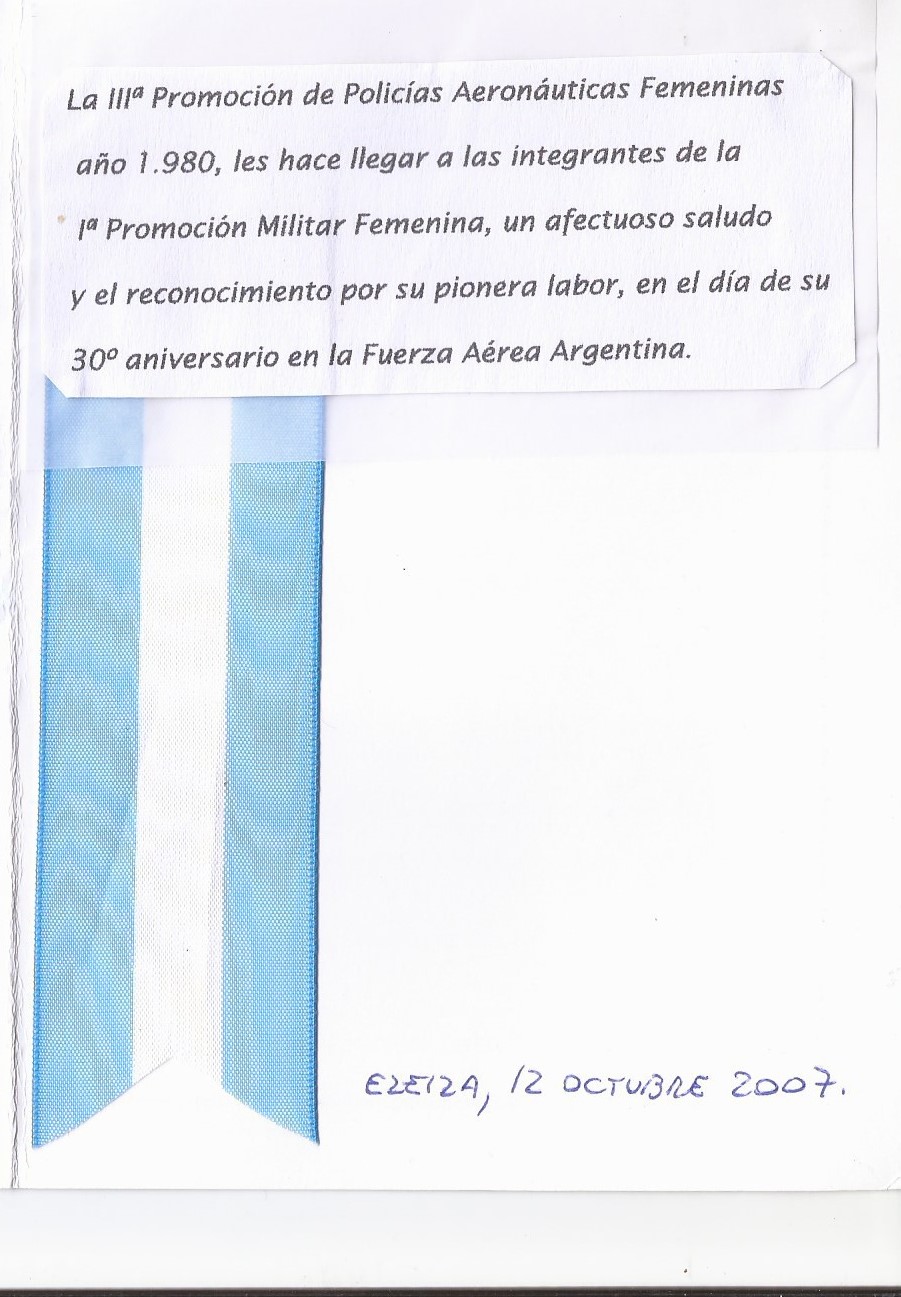 La IIIª Promoción de Policías Aeronáuticas Femeninas
año 1.980, les hace llegar a las integrantes de la
Iª Promoción Militar Femenina, un afectuoso saludo
y el reconocimiento por su pionera labor, en el día de su
30º aniversario en la Fuerza Aérea Argentina.
EZEIZA, 12 OCTUBRE 2007.